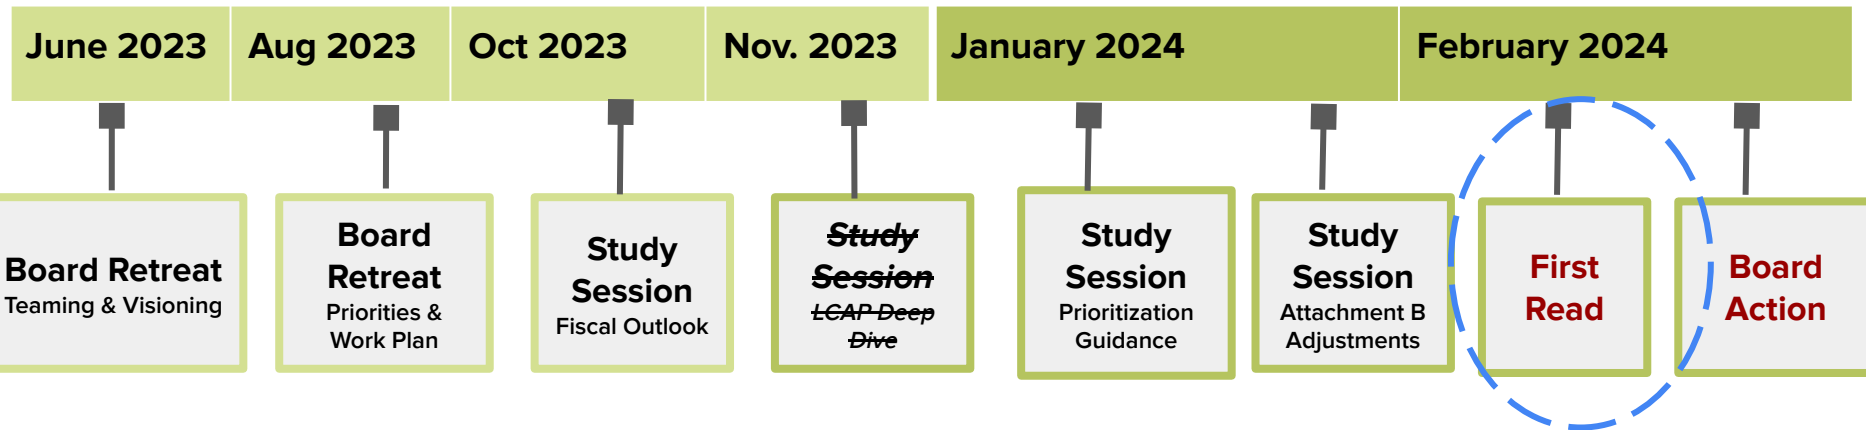 June 2023
Aug 2023
Oct 2023
Nov. 2023
January 2024
February 2024
Board Retreat
Teaming & Visioning
Board
Retreat
Priorities &
Work Plan
Study
Session
Fiscal Outlook
Study
Session
LCAP Deep
Dive
Study
Session
Prioritization
Guidance
Study
Session
Attachment B
Adjustments
First
Read
Board
Action